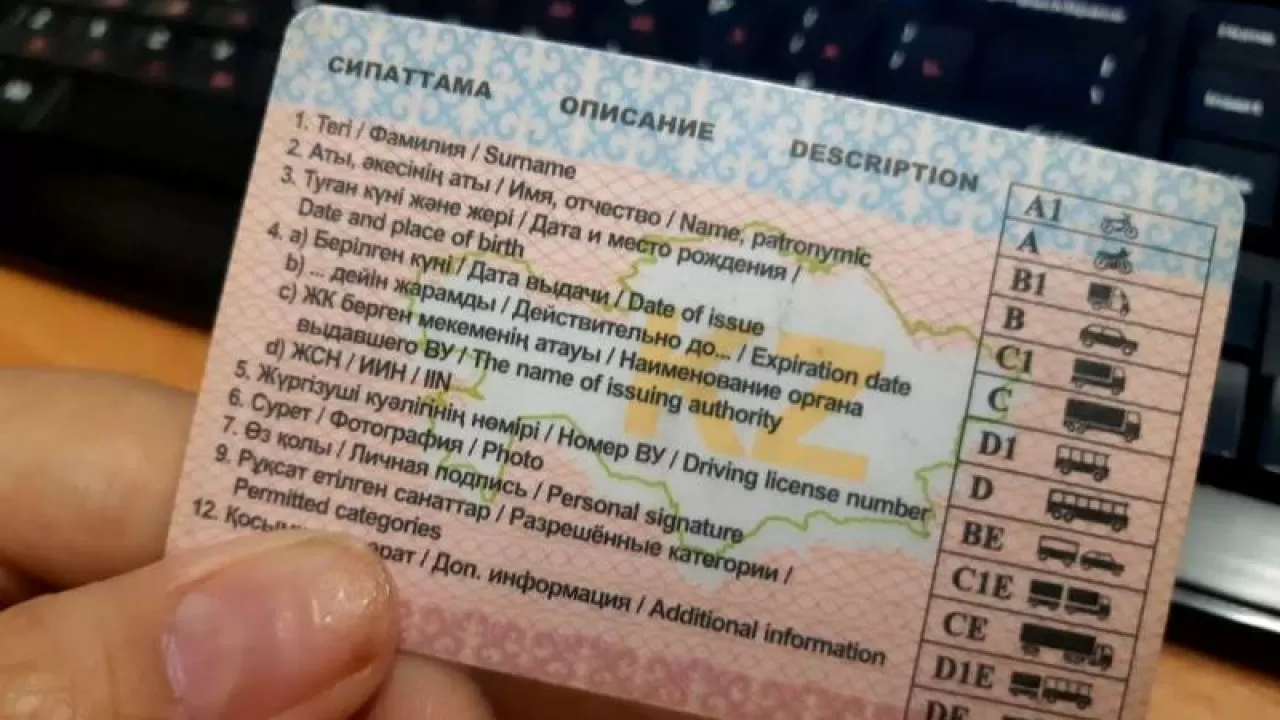 СИПАТТАМА ОПИСАНИЕ DESCRIPTION
1. Тегі / Фамилия / Surname
2. Аты, әкесінің аты / Имя, отчество / Name, patronymic
3. Туған күні және жері / Дата и место рождения /
Date and place of birth
4. a) Берілген күні / Дата выдачи / Date of issue
b) ... дейін жарамды / Действительно до... / Expiration date
c) ЖК берген мекеменің атауы / Наименование органа
выдавшего ВУ / The name of issuing authority
d) ЖСН / ИИН / IIN
5. Жүргізуші куәлігінің немірі / Номер ВУ / Driving license number
6. Сурет / Фотография / Photo
7. Өз қолы / Личная подпись / Personal signature
9. Рұқсат етілген санаттар / Разрешённые категории /
Permitted categories
12. / Доп. информация / Additional information
KZ
A1
A
B1
B
C1
C
D1
D
BE
C1E
CE
D1E
DE